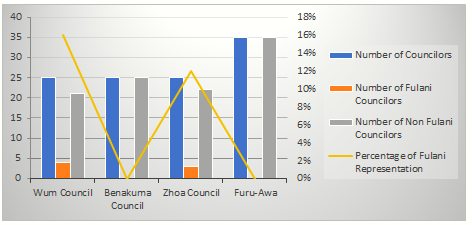 40
35
30
25
20
15
10
5
0
18%
16%
14%
12%
10%
8%
6%
4%
2%
0%
Wum Council
Benakuma
Council
Zhoa Council
Furu-Awa
Number of Councilors
Number of Fulani
Councilors
Number of Non Fulani
Councilors
Percentage of Fulani
Representation